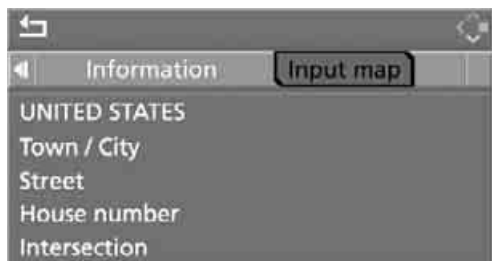 Information Input map
UNITED STATES
Town / City
Street
House number
Intersection